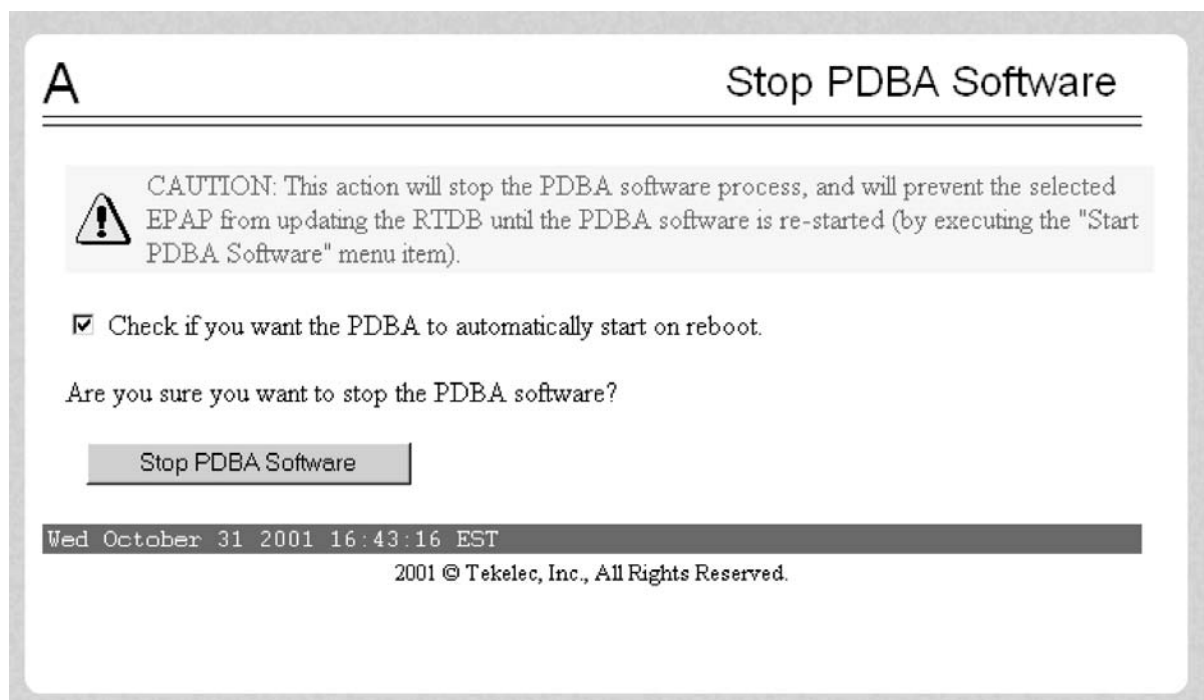 A
Stop PDBA Software
CAUTION: This action will stop the PDBA software process, and will prevent the selected
EPAP from updating the RTDB until the PDBA software is re-started (by executing the "Start
PDBA Software" menu item).
Check if you want the PDBA to automatically start on reboot.
Are you sure you want to stop the PDBA software?
Stop PDBA Software
Wed October 31 2001 16:43:16 EST
2001 © Tekelec, Inc., All Rights Reserved.